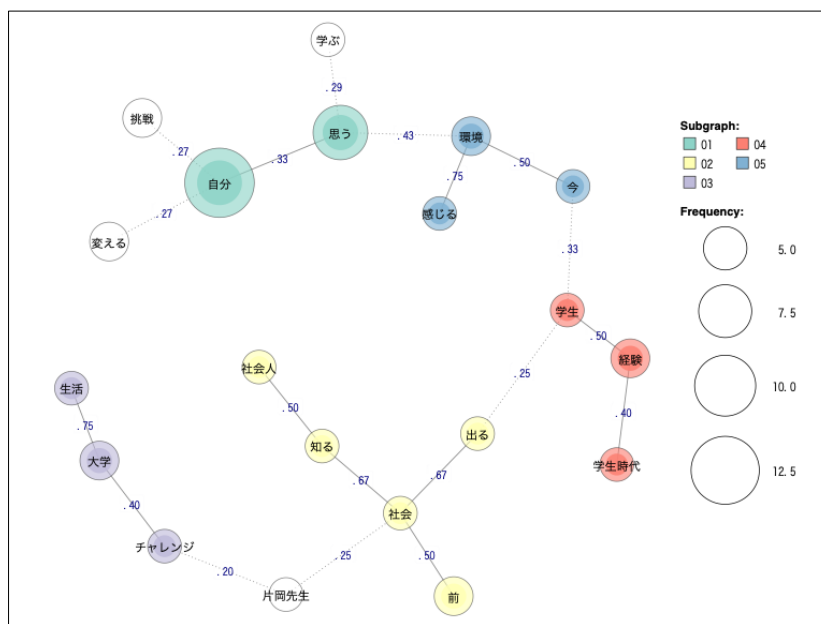 学ぶ
.29
挑戦
.27
自分
.33
思う
.43
環境
.50
.75
今
感じる
.27
変える
.33
学生
.50
経験
.40
学生時代
.25
社会人
.50
知る
.67
出る
.67
社会
.50
前
.25
生活
.75
大学
.40
チャレンジ
.20
片岡先生
Subgraph:
01 04
02 05
03
Frequency:
5.0
7.5
10.0
12.5